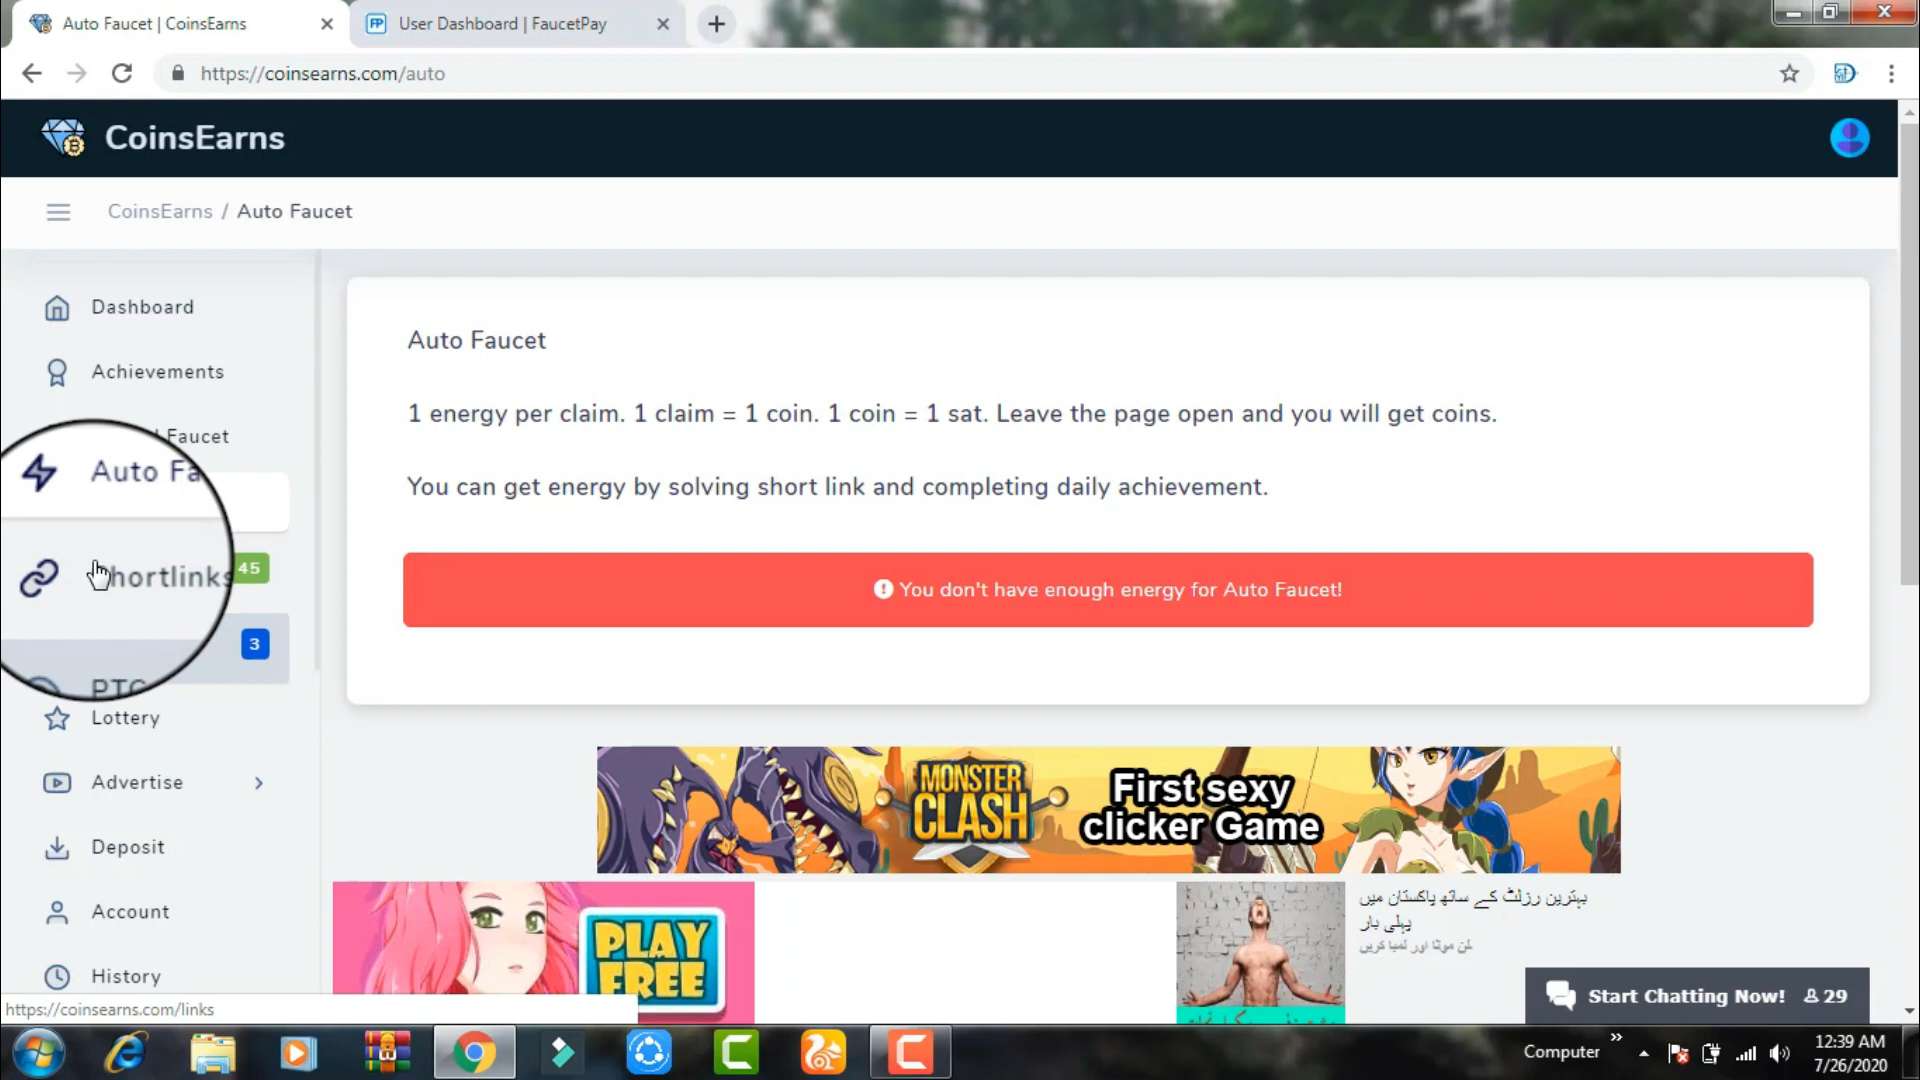 Auto Faucet | CoinsEarns
User Dashboard | FaucetPay
https://coinsearns.com/auto
CoinsEarns
CoinsEarns / Auto Faucet
Dashboard
Achievements
Faucet
Auto Fa
Shortlinks
45
3
PTC
Lottery
Advertise
Deposit
Account
History
Auto Faucet
1 energy per claim. 1 claim = 1 coin. 1 coin = 1 sat. Leave the page open and you will get coins.
You can get energy by solving short link and completing daily achievement.
You don't have enough energy for Auto Faucet!
MONSTER
CLASH
First sexy
clicker Game
PLAY
FREE
بہترین رزلٹ کے ساتھ پاکستان میں
پہلی بار
Start Chatting Now! 29
https://coinsearns.com/links
Computer
12:39 AM
7/26/2020